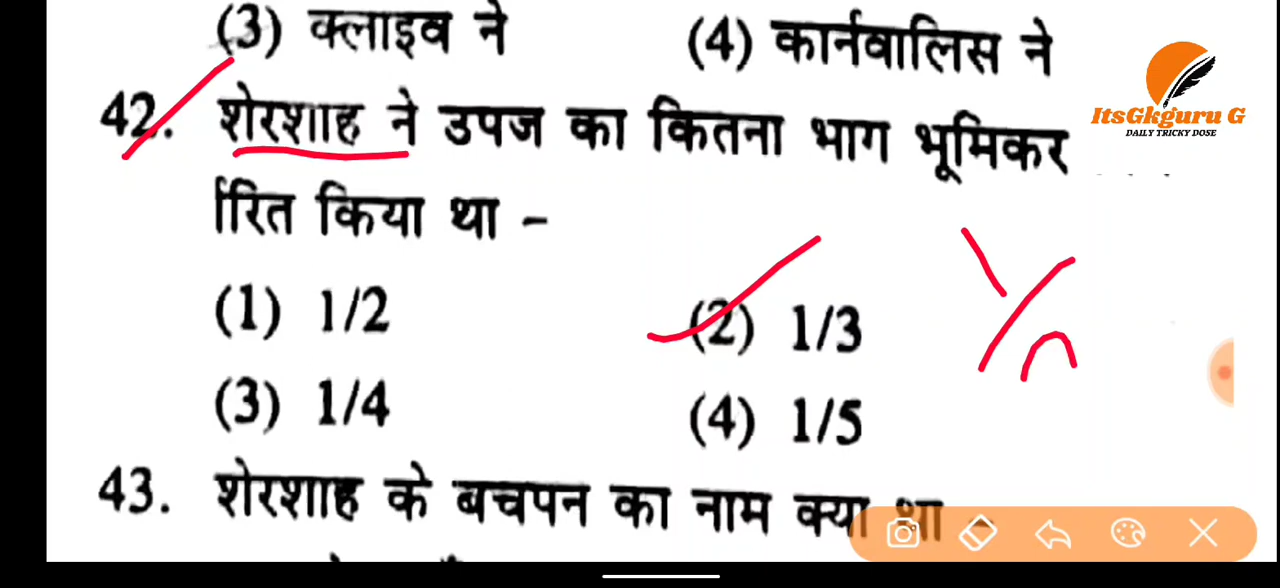 (3) क्लाइव ने (4) कार्नवालिस ने
42. शेरशाह ने उपज का कितना भाग भूमिकर
र्िरित किया था –
(1) 1/2 (2) 1/3
(3) 1/4 (4) 1/5
43. शेरशाह के बचपन का नाम क्या था -
ItsGkguru G
DAILY TRICKY DOSE